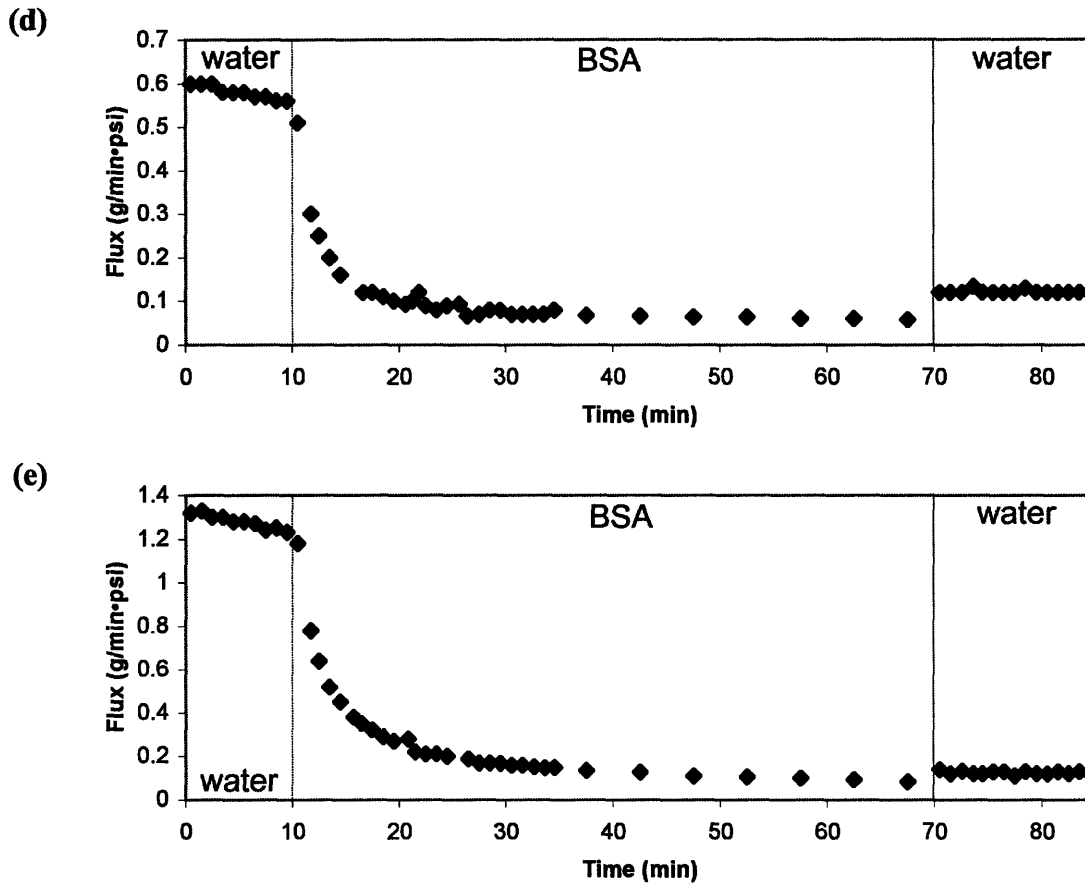 (d)
Flux (g/min•psi)
0.7
0.6
0.5
0.4
0.3
0.2
0.1
0
water
BSA
water
0 10 20 30 40 50 60 70 80
Time (min)
(e)
Flux (g/min•psi)
1.4
1.2
1
0.8
0.6
0.4
0.2
0
BSA
water
water
0 10 20 30 40 50 60 70 80
Time (min)